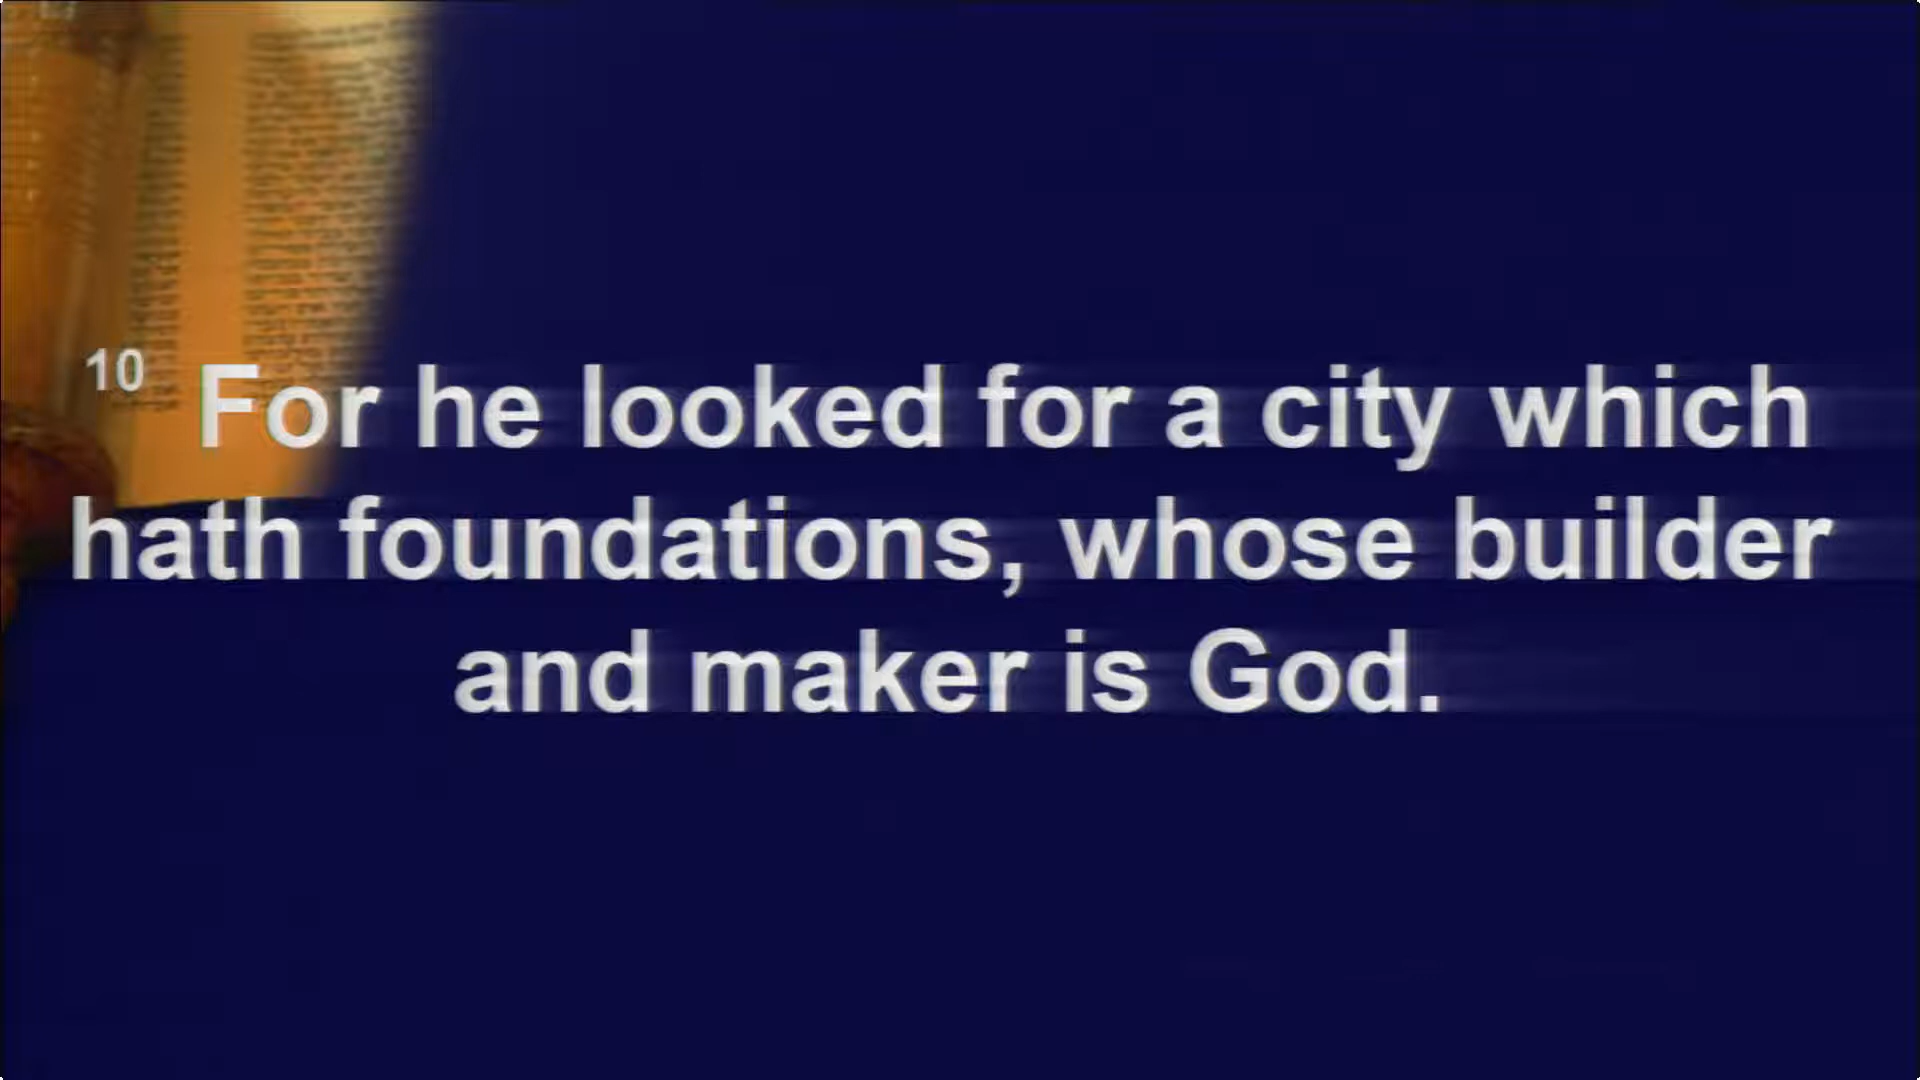 10 For he looked for a city which
hath foundations, whose builder
and maker is God.